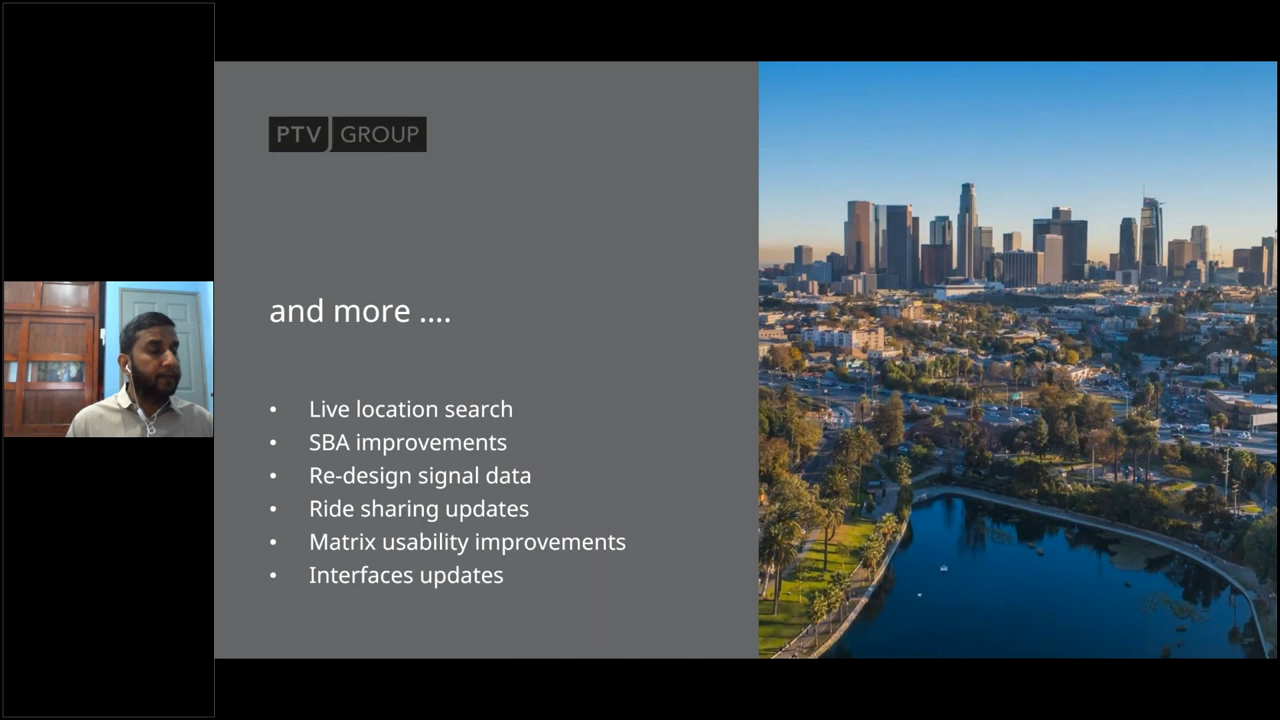 PTV GROUP
and more ....
• Live location search
• SBA improvements
• Re-design signal data
• Ride sharing updates
• Matrix usability improvements
• Interfaces updates